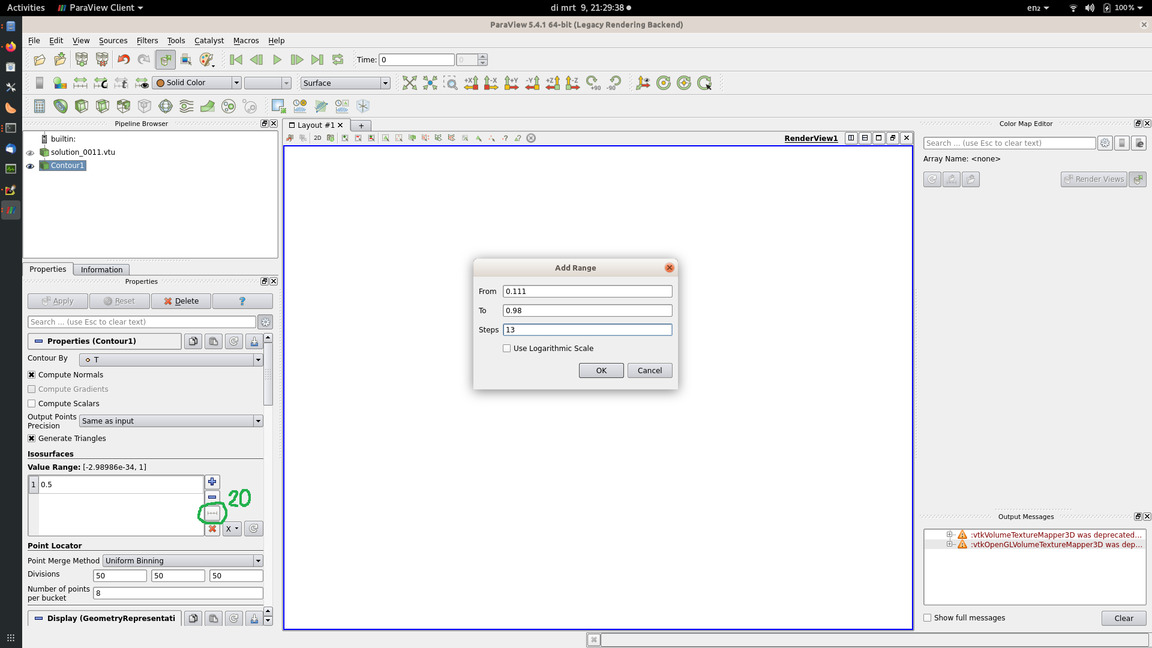 Activities ParaView Client di mrt 9, 21:29:38 en₂ 100%
ParaView 5.4.1 64-bit (Legacy Rendering Backend)
File Edit View Sources Filters Tools Catalyst Macros Help
Time: 0 0
Solid Color Surface
Pipeline Browser
builtin:
solution_0011.vtu
Contour1
Properties Information
Properties
Apply Reset Delete ?
Search ... (use Esc to clear text)
Properties (Contour1)
Contour By T
Compute Normals
Compute Gradients
Compute Scalars
Output Points
Precision
Same as input
Generate Triangles
Isosurfaces
Value Range: [-2.98986e-34, 1]
1 0.5
20
X
Point Locator
Point Merge Method Uniform Binning
Divisions 50 50 50
Number of points
per bucket
8
Display (GeometryRepresentati
Layout #1
2D 3D
RenderView1
Add Range
From 0.111
To 0.98
Steps 13
Use Logarithmic Scale
OK Cancel
Color Map Editor
Search ... (use Esc to clear text)
Array Name: <none>
Render Views
Output Messages
:vtkVolumeTextureMapper3D was deprecated...
:vtkOpenGLVolumeTextureMapper3D was dep...
Show full messages Clear